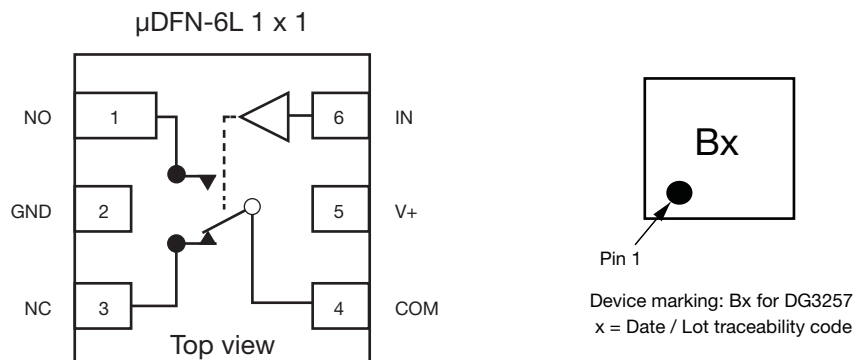 µDFN-6L 1 x 1
NO 1 6 IN
GND 2 5 V+
NC 3 4 COM
Top view
Bx
Pin 1
Device marking: Bx for DG3257
x = Date / Lot traceability code